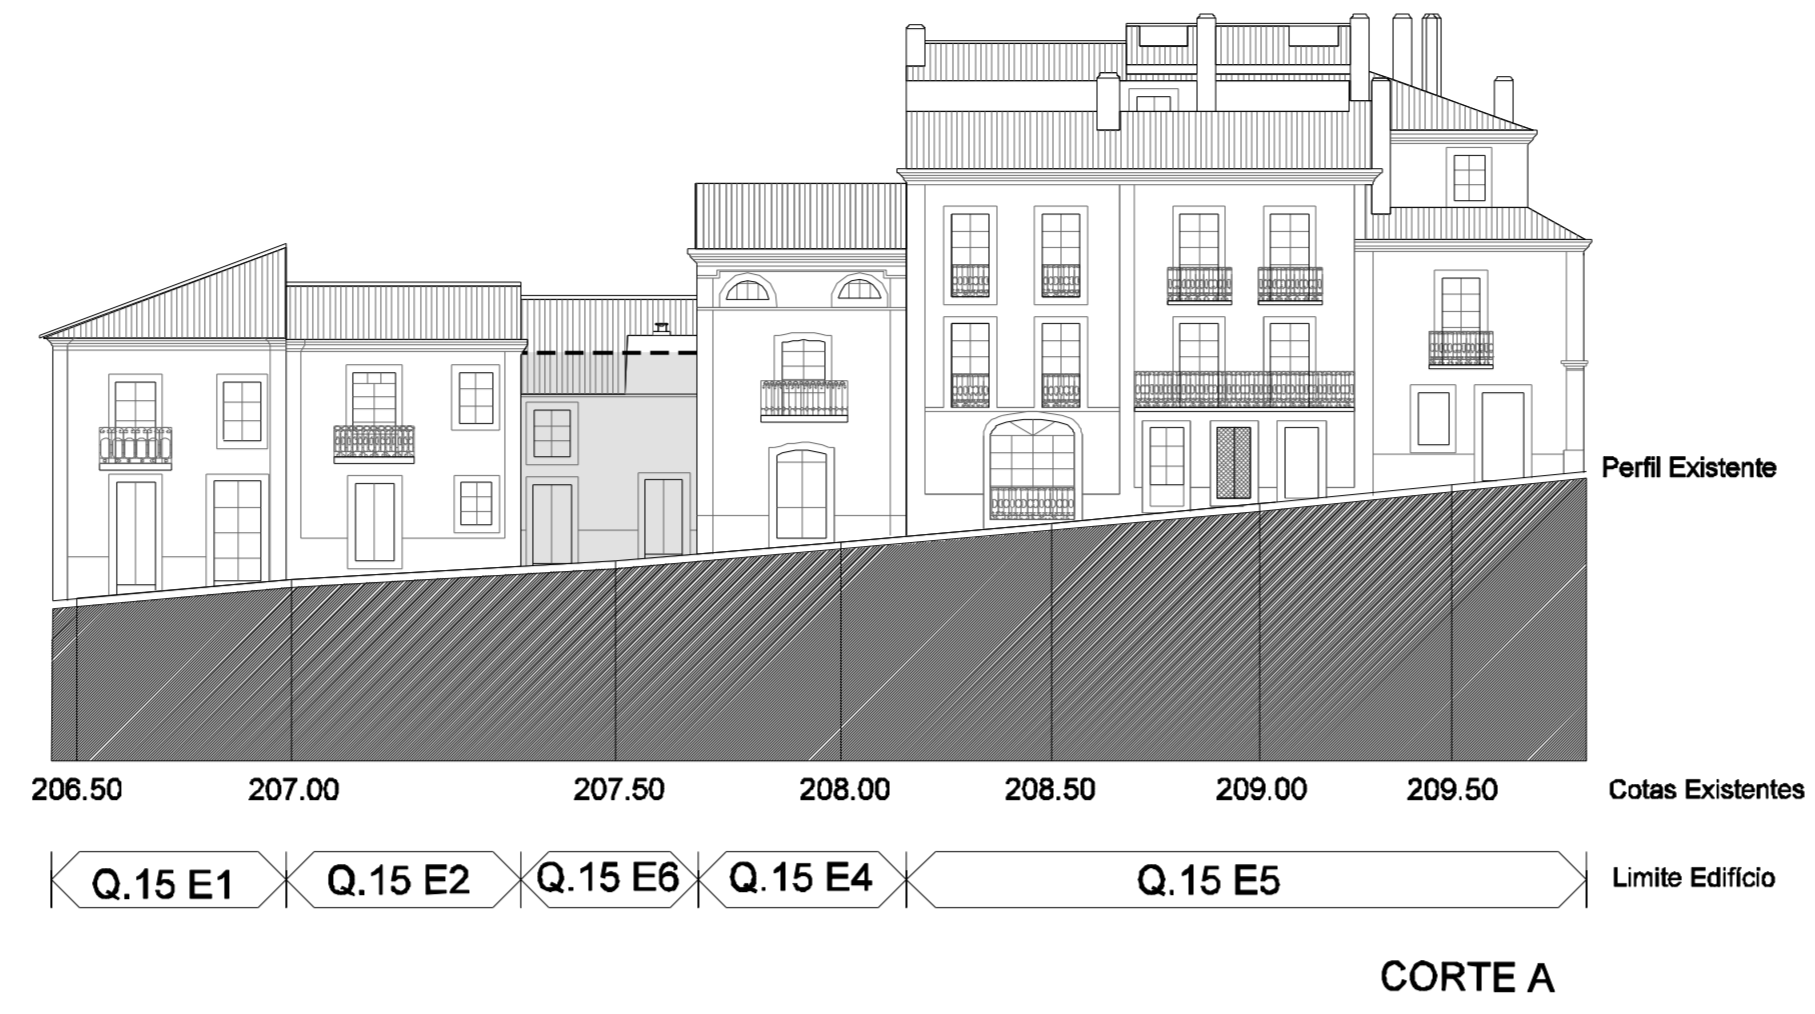 Perfil Existente
206.50 207.00 207.50 208.00 208.50 209.00 209.50 Cotas Existentes
Q.15 E1 Q.15 E2 Q.15 E6 Q.15 E4 Q.15 E5 Limite Edifício
CORTE A